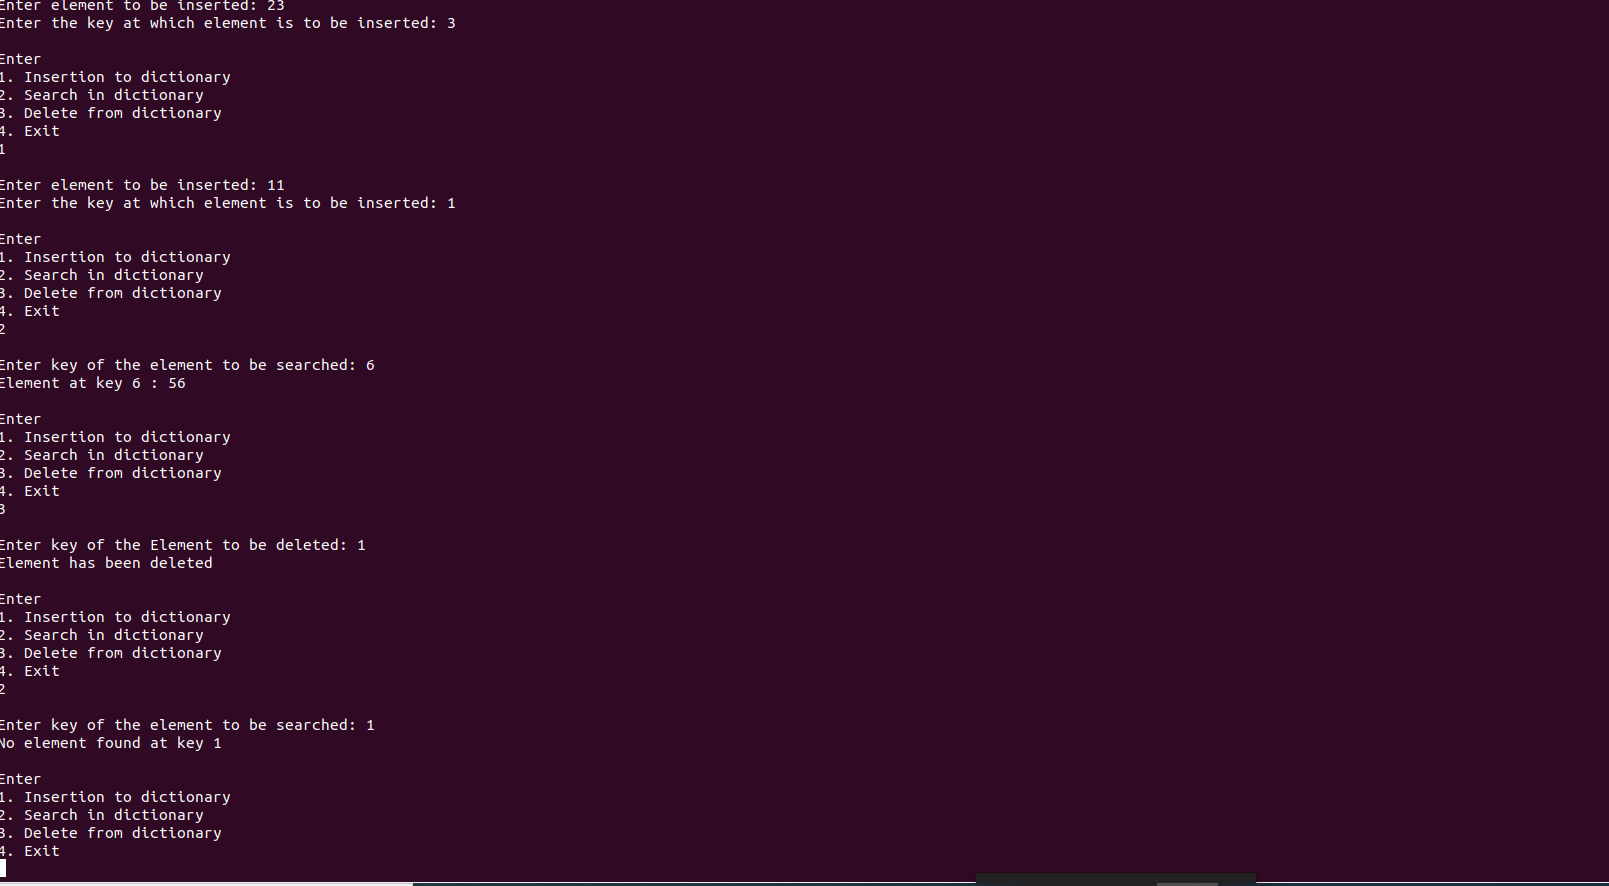 Enter element to be inserted: 23
Enter the key at which element is to be inserted: 3
Enter
1. Insertion to dictionary
2. Search in dictionary
3. Delete from dictionary
4. Exit
1
Enter element to be inserted: 11
Enter the key at which element is to be inserted: 1
Enter
1. Insertion to dictionary
2. Search in dictionary
3. Delete from dictionary
4. Exit
2
Enter key of the element to be searched: 6
Element at key 6 : 56
Enter
1. Insertion to dictionary
2. Search in dictionary
3. Delete from dictionary
4. Exit
3
Enter key of the Element to be deleted: 1
Element has been deleted
Enter
1. Insertion to dictionary
2. Search in dictionary
3. Delete from dictionary
4. Exit
2
Enter key of the element to be searched: 1
No element found at key 1
Enter
1. Insertion to dictionary
2. Search in dictionary
3. Delete from dictionary
4. Exit